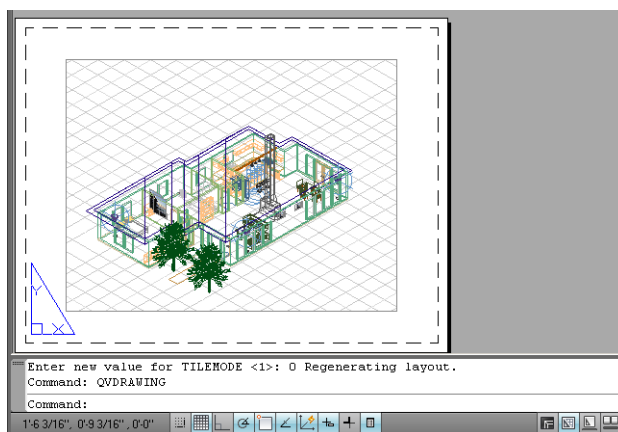 Y
X
Enter new value for TILEMODE <1>: 0 Regenerating layout.
Command: QVDRAWING
Command:
1'-6 3/16", 0'-9 3/16" , 0'-0"